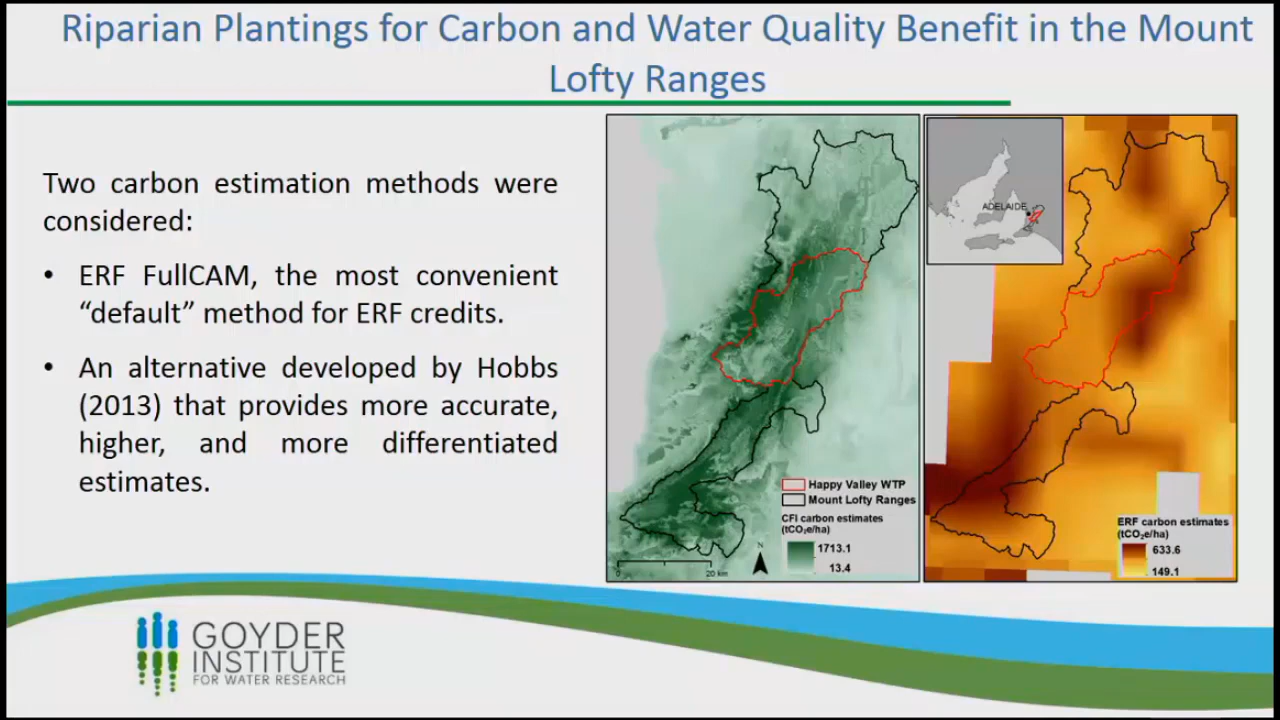 Riparian Plantings for Carbon and Water Quality Benefit in the Mount
Lofty Ranges
Two carbon estimation methods were
considered:
• ERF FullCAM, the most convenient
“default” method for ERF credits.
• An alternative developed by Hobbs
(2013) that provides more accurate,
higher, and more differentiated
estimates.
Happy Valley WTP
Mount Lofty Ranges
CFI carbon estimates
(tCO₂e/ha)
1713.1
13.4
N
0
20 km
ADELAIDE
ERF carbon estimates
(tCO₂e/ha)
633.6
149.1
GOYDER
INSTITUTE
FOR WATER RESEARCH